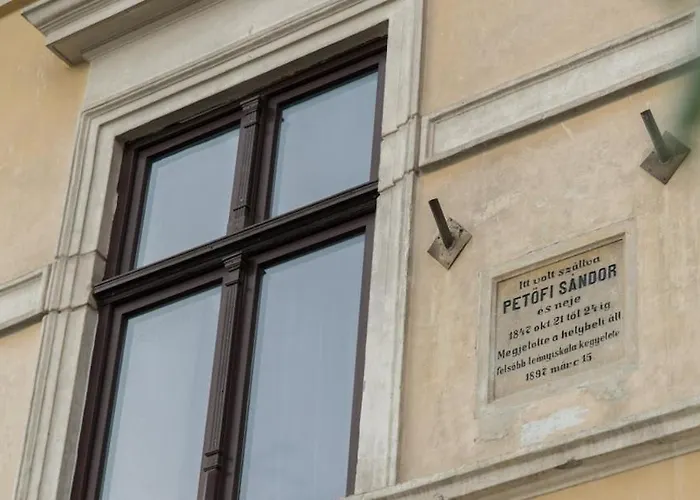 Itt volt szállva
PETŐFI SÁNDOR
és neje
1847 okt. 21 től 24 ig
Megjelölte a helybeli áll
felsőbb leányiskola kegyelete
1897 márc 15